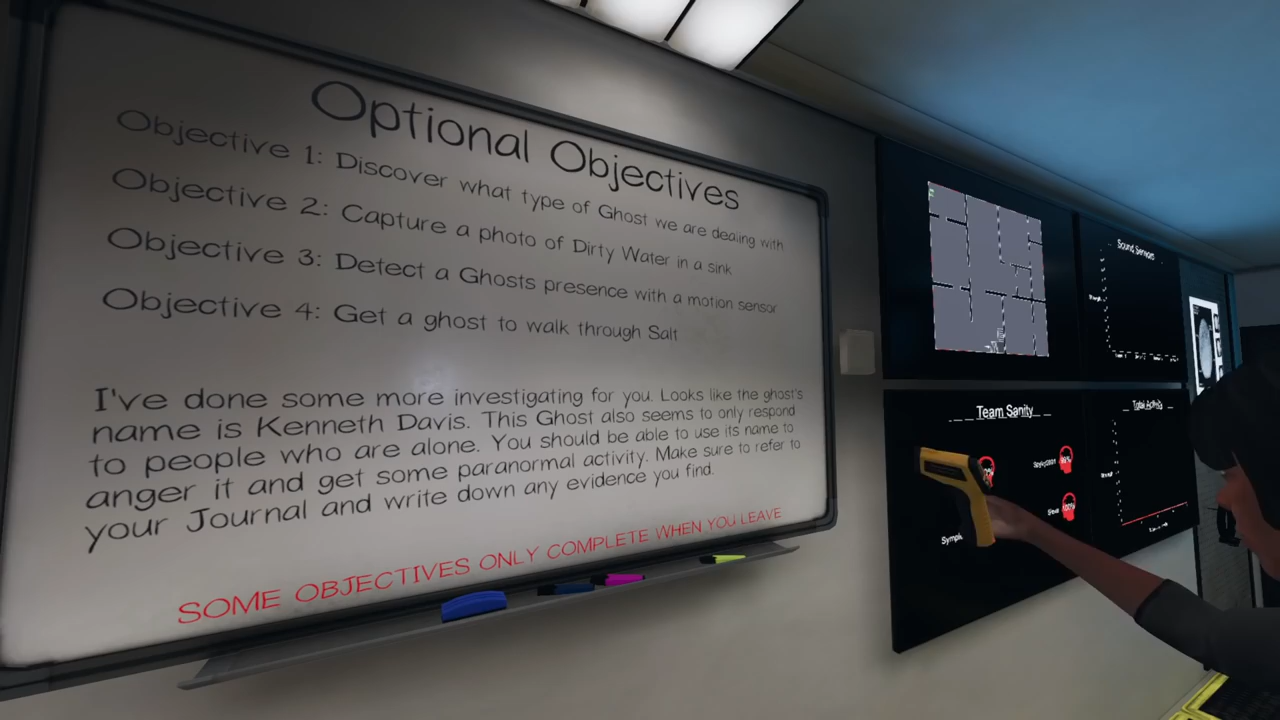 Optional Objectives
Objective 1: Discover what type of Ghost we are dealing with
Objective 2: Capture a photo of Dirty Water in a sink
Objective 3: Detect a Ghosts presence with a motion sensor
Objective 4: Get a ghost to walk through Salt
I've done some more investigating for you. Looks like the ghost's
name is Kenneth Davis. This Ghost also seems to only respond
to people who are alone. You should be able to use its name to
anger it and get some paranormal activity. Make sure to refer to
your Journal and write down any evidence you find.
SOME OBJECTIVES ONLY COMPLETE WHEN YOU LEAVE
Sound Sensors
Team Sanity
100%
Total Activity